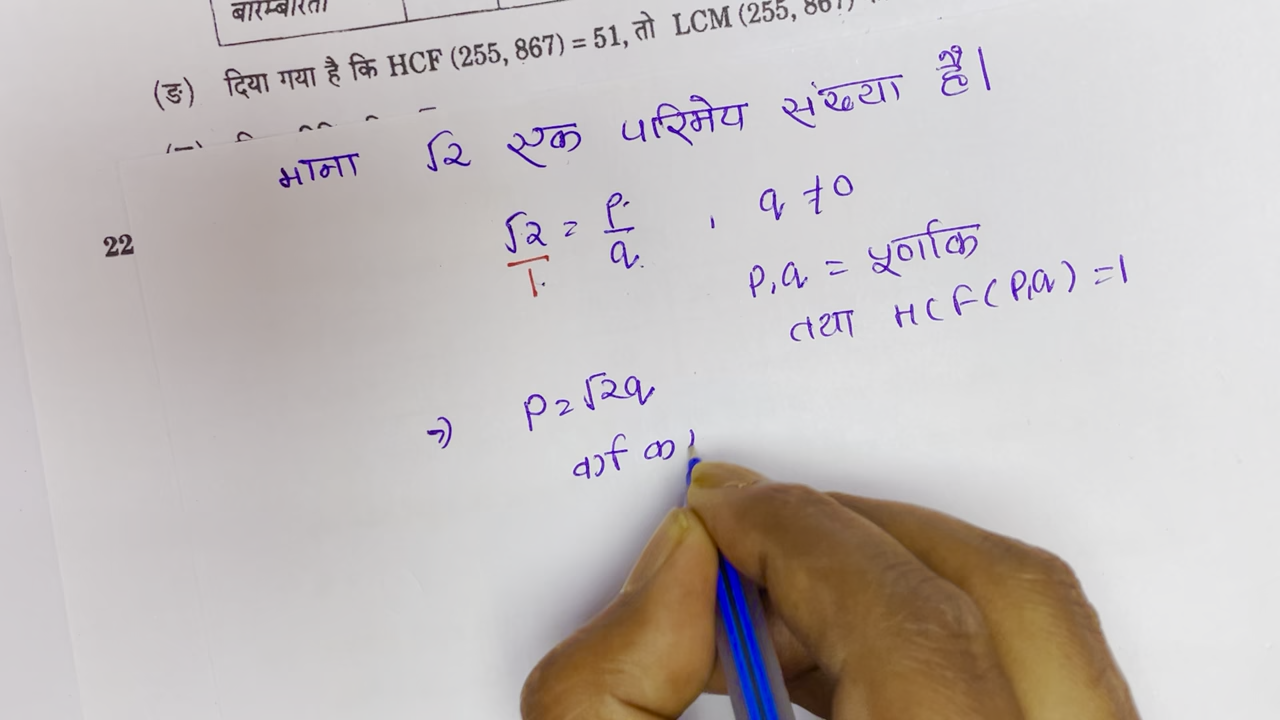 बारम्बारता
(ङ) दिया गया है कि HCF (255, 867) = 51, तो LCM (255, 867)
माना √2 एक परिमेय संख्या है।
√2/1 = p/q , q ≠ 0
22
P, q = पूर्णांक
तथा HCF(P,q) = 1
⇒ P = √2q
वर्ग क